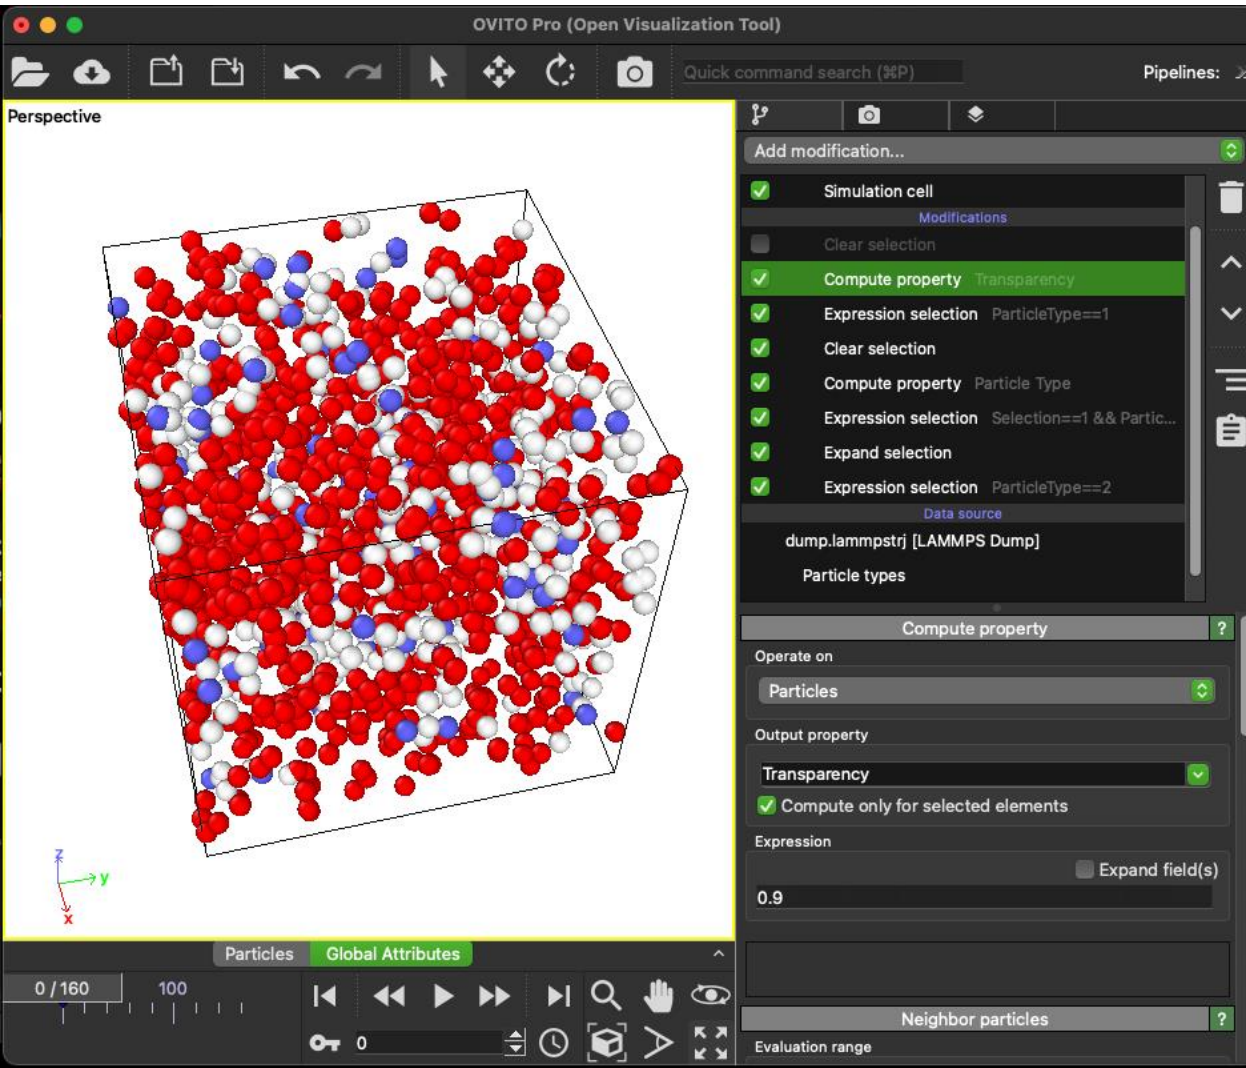 OVITO Pro (Open Visualization Tool)
Quick command search (⌘P)
Pipelines:
Perspective
Add modification...
Simulation cell
Modifications
Clear selection
Compute property Transparency
Expression selection ParticleType==1
Clear selection
Compute property Particle Type
Expression selection Selection==1 && Partic...
Expand selection
Expression selection ParticleType==2
Data source
dump.lammpstrj [LAMMPS Dump]
Particle types
Compute property ?
Operate on
Particles
Output property
Transparency
Compute only for selected elements
Expression
Expand field(s)
0.9
Neighbor particles ?
Evaluation range
z
y
x
Particles Global Attributes
0 / 160 100
0